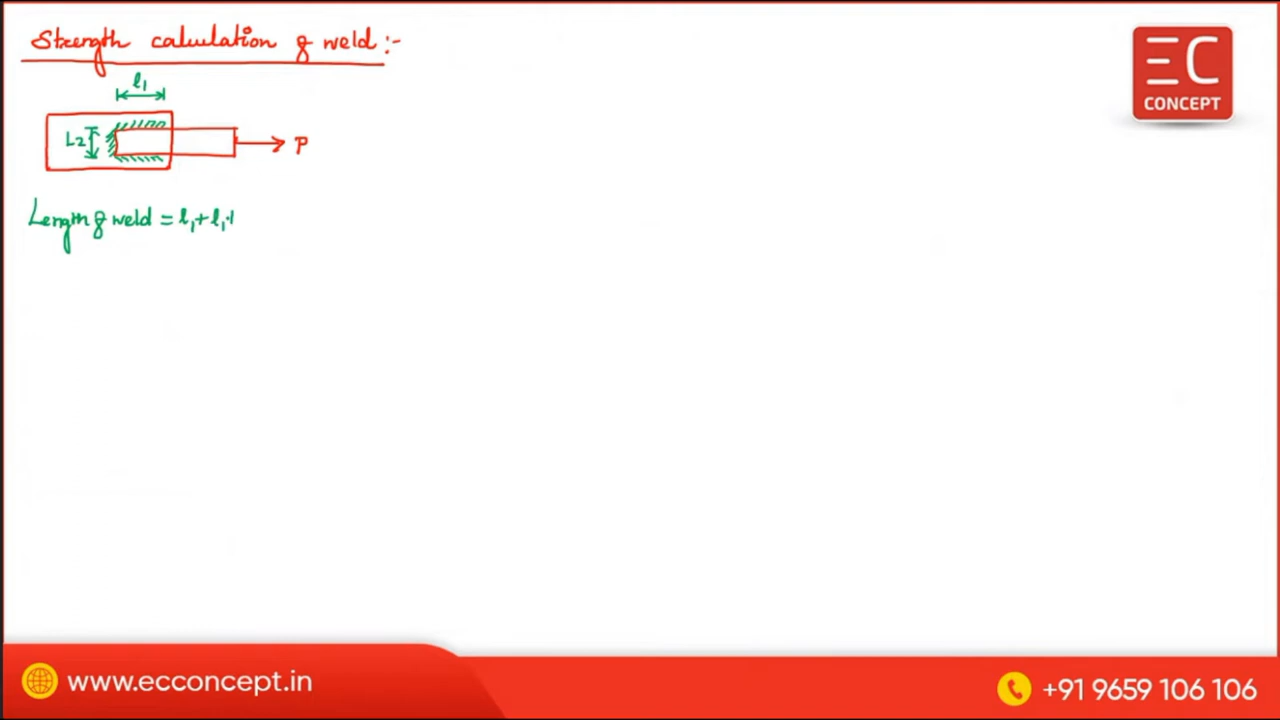 Strength calculation of weld :-
EC
CONCEPT
l1
L2
P
Length of weld = l1 + l1 +
www.ecconcept.in
+91 9659 106 106